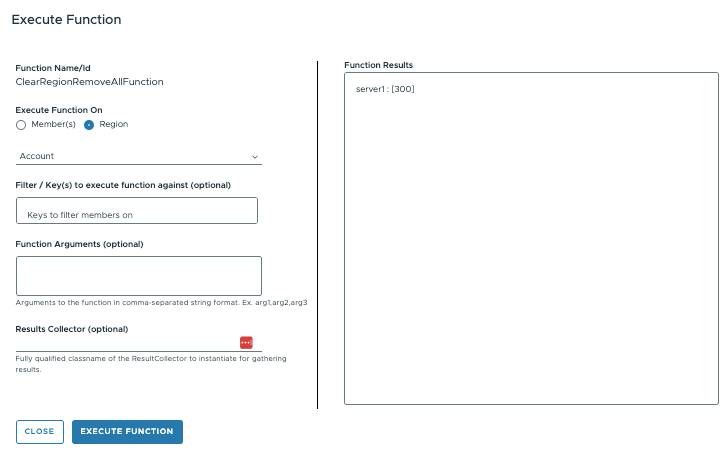 Execute Function
Function Name/Id
ClearRegionRemoveAllFunction
Execute Function On
Member(s) Region
Account
Filter / Key(s) to execute function against (optional)
Keys to filter members on
Function Arguments (optional)
Arguments to the function in comma-separated string format. Ex. arg1,arg2,arg3
Results Collector (optional)
Fully qualified classname of the ResultCollector to instantiate for gathering
results.
CLOSE EXECUTE FUNCTION
Function Results
server1 : [300]